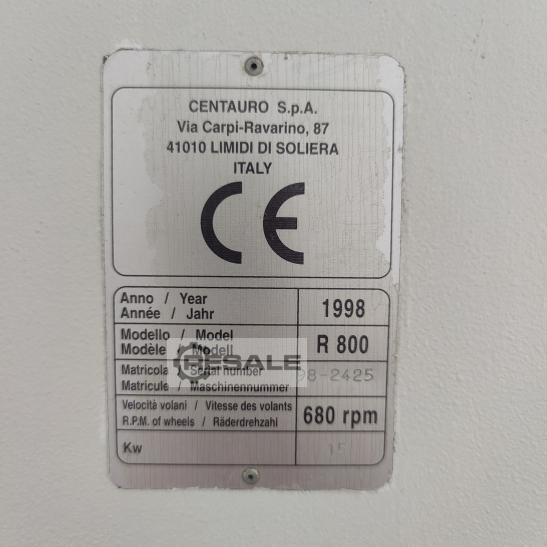 CENTAURO S.p.A.
Via Carpi-Ravarino, 87
41010 LIMIDI DI SOLIERA
ITALY
CE
Anno / Year
Année / Jahr
1998
Modello / Model
Modèle / Modell
R 800
RESALE
Matricola / Serial number
Matricule / Maschinennummer
98-2425
Velocità volani / Vitesse des volants
R.P.M. of wheels / Räderdrehzahl
680 rpm
Kw
15